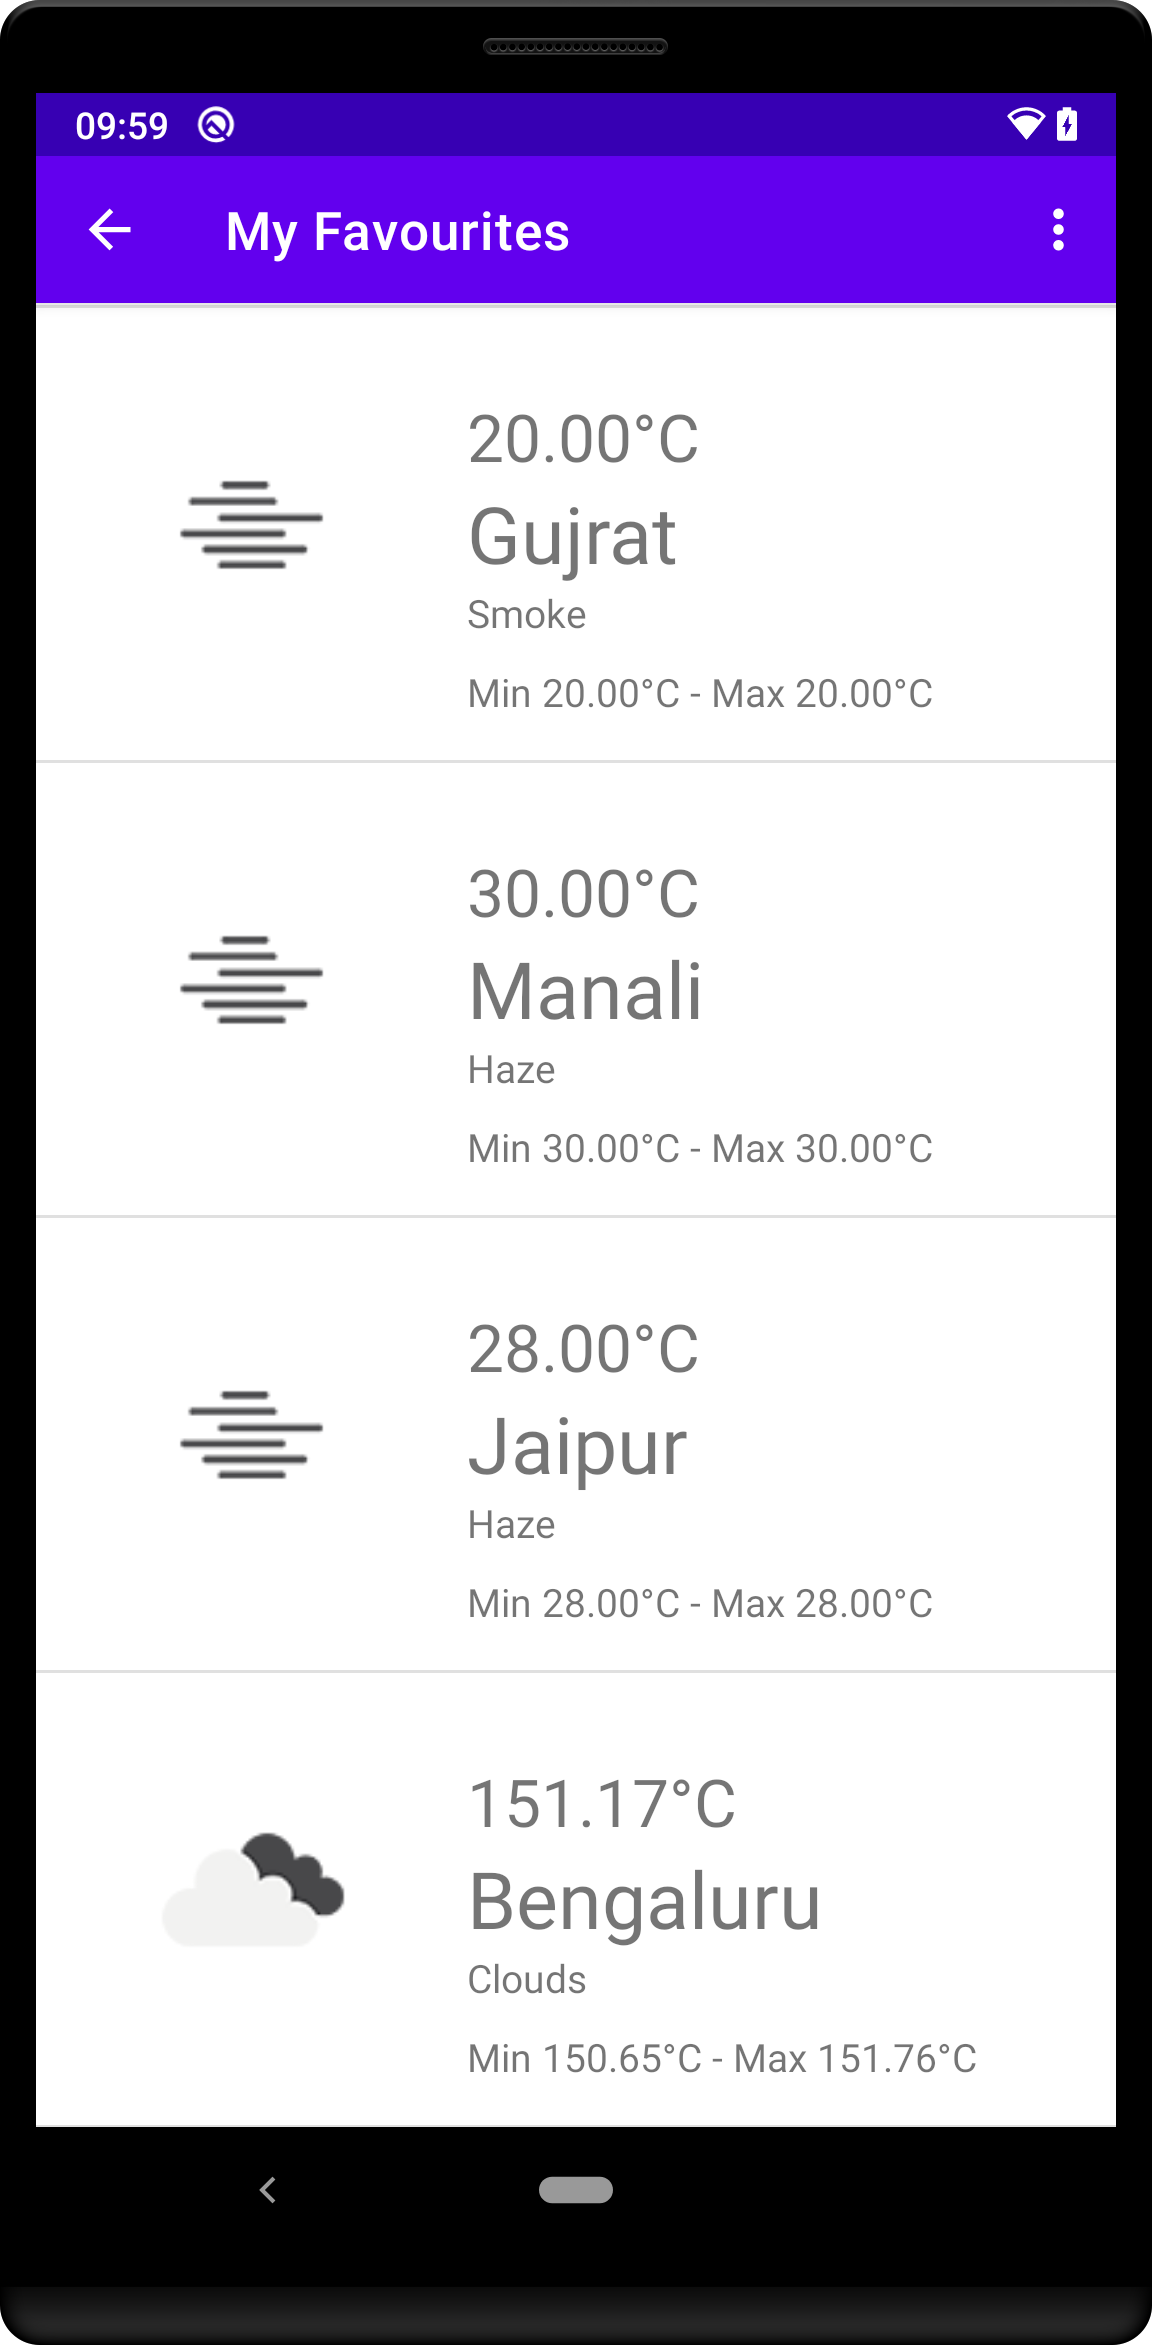 09:59
My Favourites
20.00°C
Gujrat
Smoke
Min 20.00°C - Max 20.00°C
30.00°C
Manali
Haze
Min 30.00°C - Max 30.00°C
28.00°C
Jaipur
Haze
Min 28.00°C - Max 28.00°C
151.17°C
Bengaluru
Clouds
Min 150.65°C - Max 151.76°C